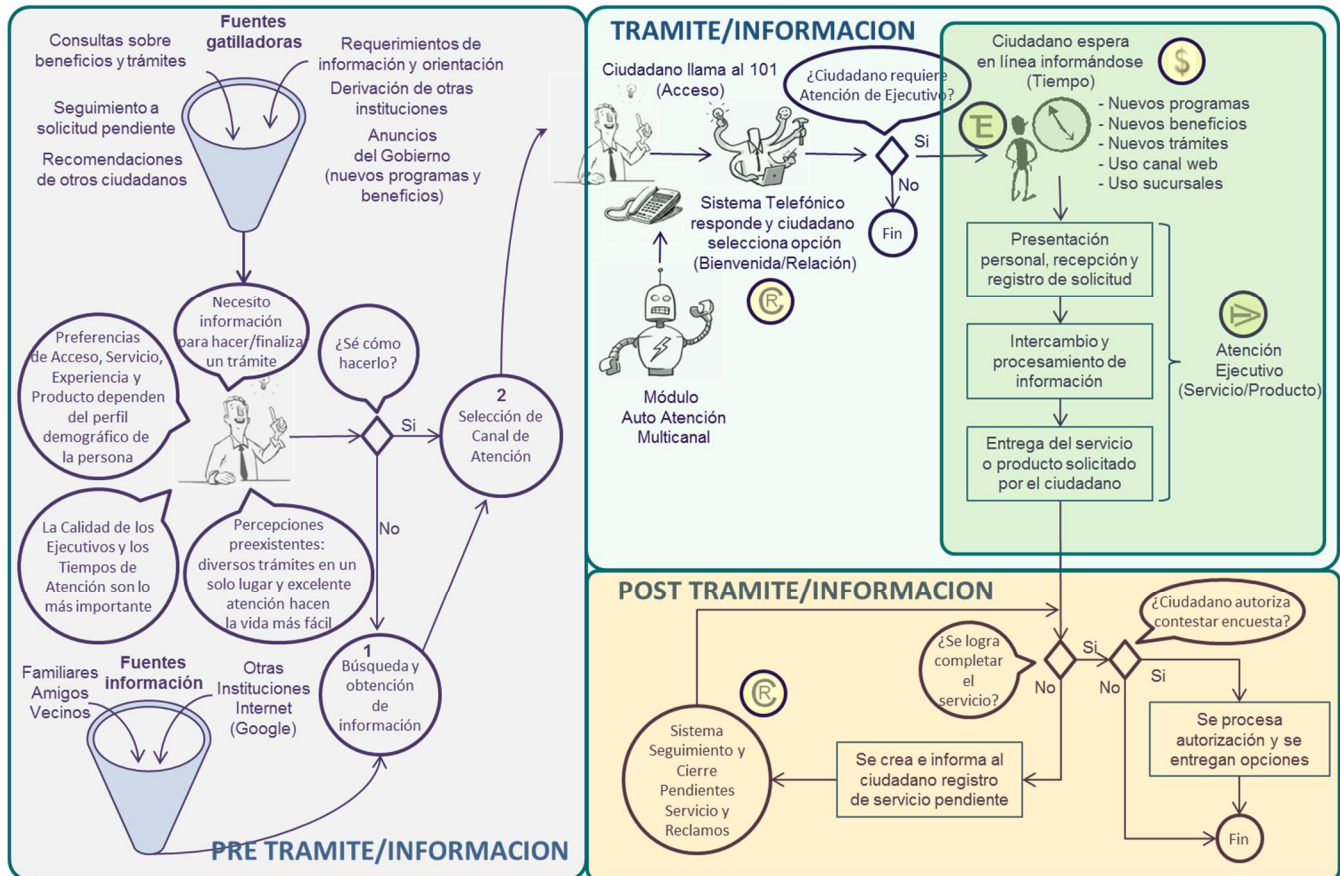 Fuentes
gatilladoras
Consultas sobre
beneficios y trámites
Requerimientos de
información y orientación
Derivación de otras
instituciones
Seguimiento a
solicitud pendiente
Anuncios
del Gobierno
(nuevos programas y
beneficios)
Recomendaciones
de otros ciudadanos
Necesito
información
para hacer/finaliza
un trámite
Preferencias
de Acceso, Servicio,
Experiencia y
Producto dependen
del perfil
demográfico de
la persona
¿Sé cómo
hacerlo?
Si
No
2
Selección de
Canal de
Atención
La Calidad de los
Ejecutivos y los
Tiempos de
Atención son lo
más importante
Percepciones
preexistentes:
diversos trámites en un
solo lugar y excelente
atención hacen
la vida más fácil
1
Búsqueda y
obtención
de
información
Fuentes
información
Familiares
Amigos
Vecinos
Otras
Instituciones
Internet
(Google)
PRE TRAMITE/INFORMACION
TRAMITE/INFORMACION
Ciudadano llama al 101
(Acceso)
¿Ciudadano requiere
Atención de Ejecutivo?
Si
No
Fin
Sistema Telefónico
responde y ciudadano
selecciona opción
(Bienvenida/Relación)
CR
Módulo
Auto Atención
Multicanal
Ciudadano espera
en línea informándose
(Tiempo)
$
TE
- Nuevos programas
- Nuevos beneficios
- Nuevos trámites
- Uso canal web
- Uso sucursales
Presentación
personal, recepción y
registro de solicitud
Intercambio y
procesamiento de
información
Entrega del servicio
o producto solicitado
por el ciudadano
Atención
Ejecutivo
(Servicio/Producto)
POST TRAMITE/INFORMACION
¿Se logra
completar
el
servicio?
Si
No
¿Ciudadano autoriza
contestar encuesta?
Si
No
Se procesa
autorización y se
entregan opciones
Fin
Se crea e informa al
ciudadano registro
de servicio pendiente
CR
Sistema
Seguimiento y
Cierre
Pendientes
Servicio y
Reclamos